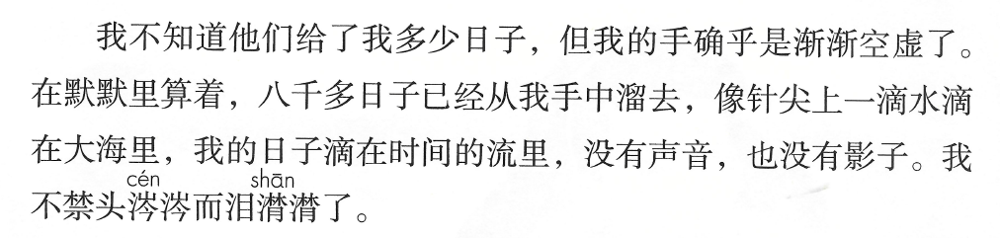 我不知道他们给了我多少日子，但我的手确乎是渐渐空虚了。
在默默里算着，八千多日子已经从我手中溜去，像针尖上一滴水滴
在大海里，我的日子滴在时间的流里，没有声音，也没有影子。我
cén shān
不禁头涔涔而泪潸潸了。